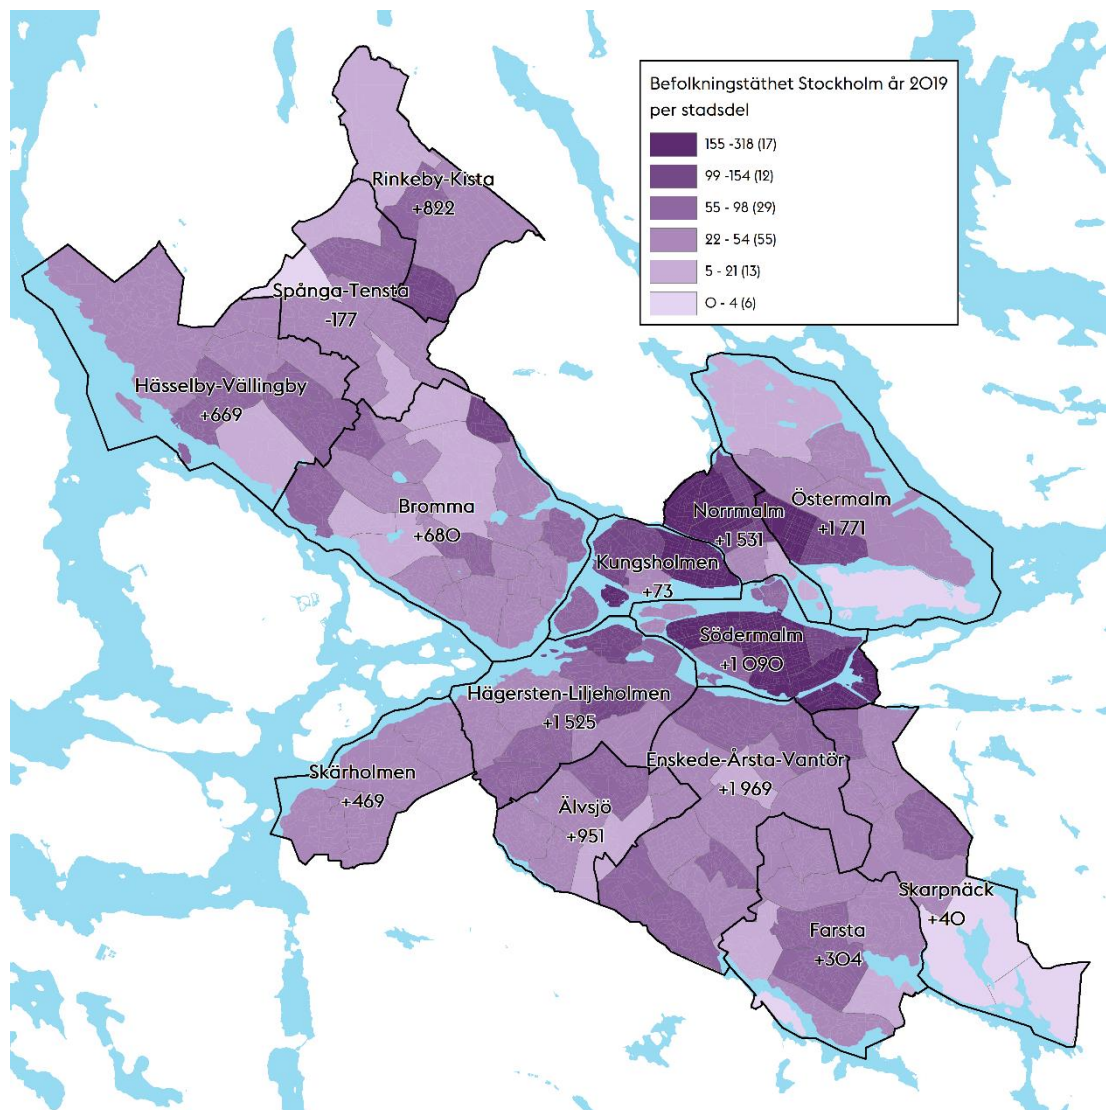 Befolkningstäthet Stockholm år 2019
per stadsdel
155 -318 (17)
99 -154 (12)
55 - 98 (29)
22 - 54 (55)
5 - 21 (13)
0 - 4 (6)
Rinkeby-Kista
+822
Spånga-Tensta
-177
Hässelby-Vällingby
+669
Bromma
+680
Norrmalm
+1 531
Östermalm
+1 771
Kungsholmen
+73
Södermalm
+1 090
Hägersten-Liljeholmen
+1 525
Enskede-Årsta-Vantör
+1 969
Skärholmen
+469
Älvsjö
+951
Skarpnäck
+40
Farsta
+304